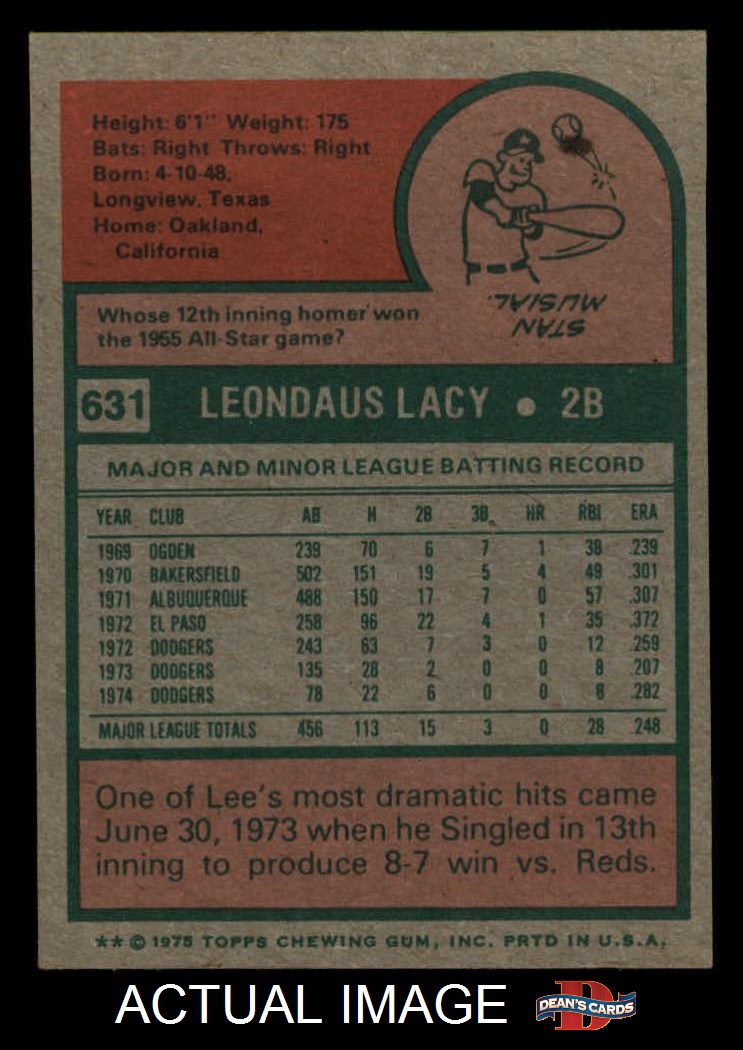 Height: 6'1" Weight: 175
Bats: Right Throws: Right
Born: 4-10-48,
Longview, Texas
Home: Oakland,
California
STAN
MUSIAL.
Whose 12th inning homer won
the 1955 All-Star game?
631 LEONDAUS LACY • 2B
MAJOR AND MINOR LEAGUE BATTING RECORD
YEAR CLUB AB H 2B 3B HR RBI ERA
1969 OGDEN 239 70 6 7 1 38 .239
1970 BAKERSFIELD 502 151 19 5 4 49 .301
1971 ALBUQUERQUE 488 150 17 7 0 57 .307
1972 EL PASO 258 96 22 4 1 35 .372
1972 DODGERS 243 63 7 3 0 12 .259
1973 DODGERS 135 28 2 0 0 8 .207
1974 DODGERS 78 22 6 0 0 8 .282
MAJOR LEAGUE TOTALS 456 113 15 3 0 28 .248
One of Lee's most dramatic hits came
June 30, 1973 when he Singled in 13th
inning to produce 8-7 win vs. Reds.
** © 1975 TOPPS CHEWING GUM, INC. PRTD IN U.S.A.
ACTUAL IMAGE
D
DEAN'S CARDS